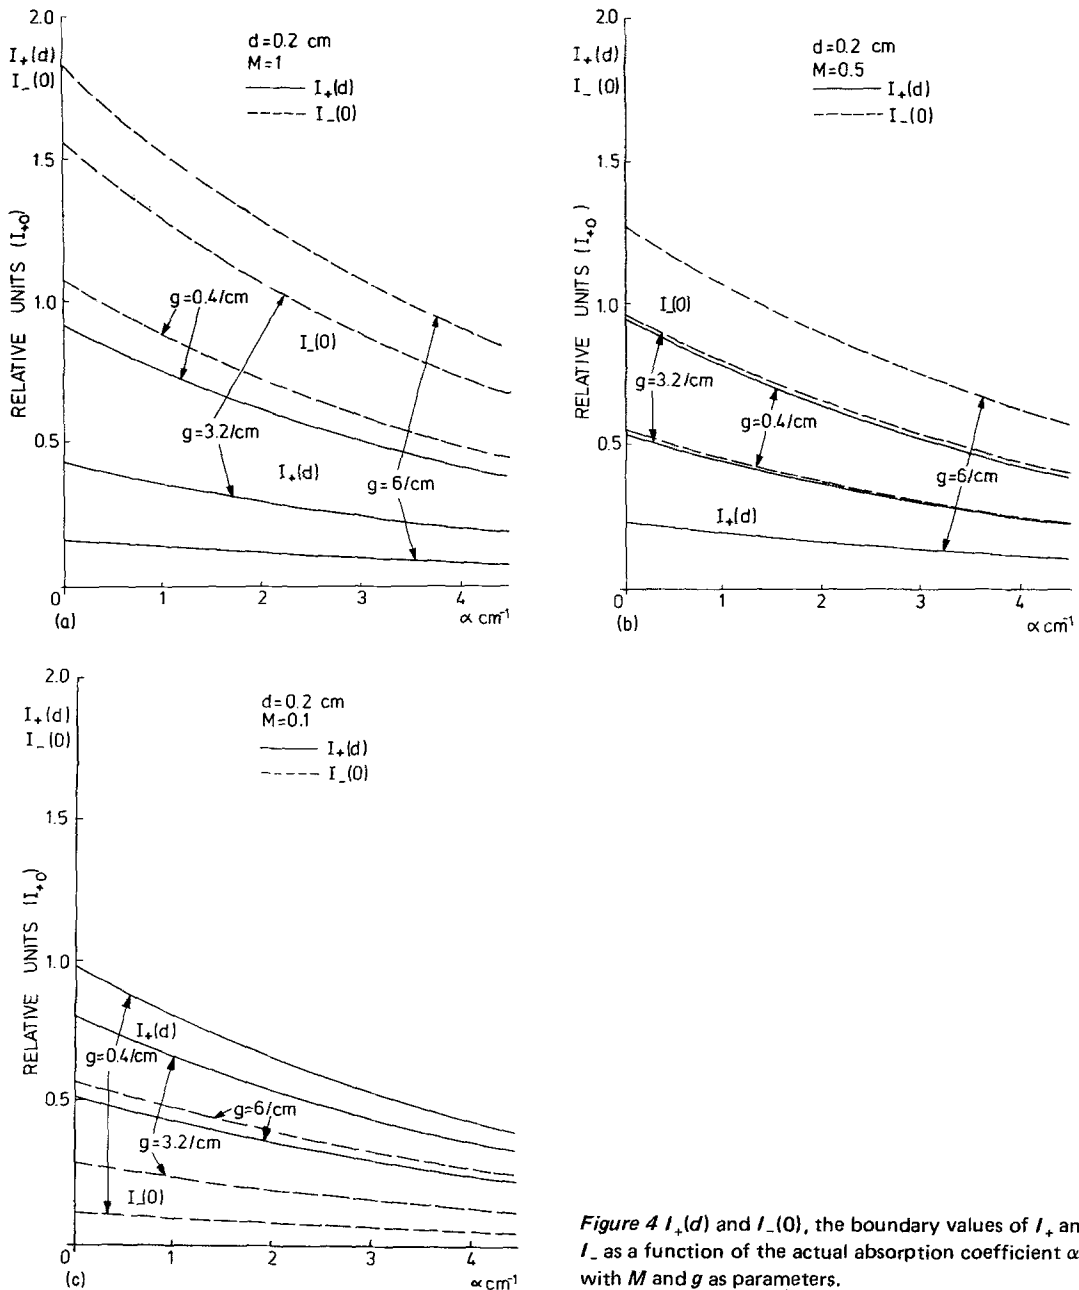 2.0
I₊(d)
I₋(0)
d=0.2 cm
M=1
I₊(d)
I₋(0)
1.5
RELATIVE UNITS (I₊₀)
1.0
g=0.4/cm
I₋(0)
g=3.2/cm
0.5
I₊(d)
g=6/cm
0 1 2 3 4
(a) ∝ cm⁻¹
2.0
I₊(d)
I₋(0)
d=0.2 cm
M=0.5
I₊(d)
I₋(0)
1.5
RELATIVE UNITS (I₊₀)
1.0
I₋(0)
g=3.2/cm
g=0.4/cm
0.5
g=6/cm
I₊(d)
0 1 2 3 4
(b) ∝ cm⁻¹
2.0
I₊(d)
I₋(0)
d=0.2 cm
M=0.1
I₊(d)
I₋(0)
1.5
RELATIVE UNITS (I₊₀)
1.0
I₊(d)
g=0.4/cm
0.5
g=6/cm
g=3.2/cm
I₋(0)
0 1 2 3 4
(c) ∝ cm⁻¹
Figure 4 I₊(d) and I₋(0), the boundary values of I₊ an
I₋ as a function of the actual absorption coefficient α
with M and g as parameters.